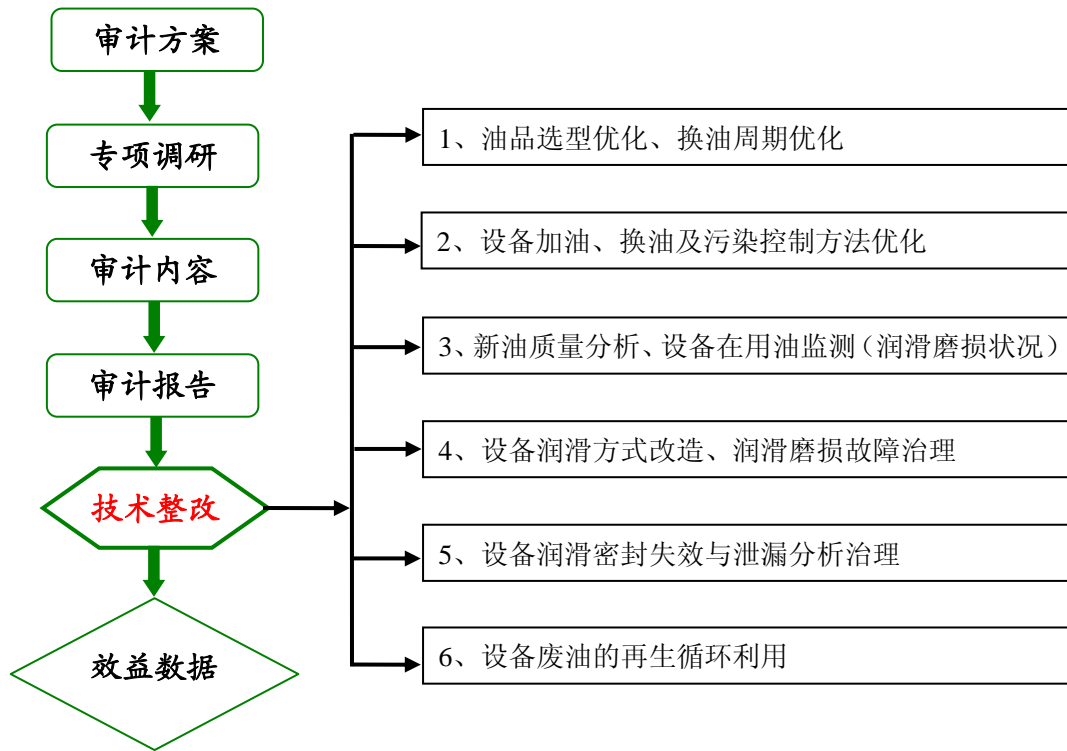 审计方案
专项调研
审计内容
审计报告
技术整改
效益数据
1、油品选型优化、换油周期优化
2、设备加油、换油及污染控制方法优化
3、新油质量分析、设备在用油监测（润滑磨损状况）
4、设备润滑方式改造、润滑磨损故障治理
5、设备润滑密封失效与泄漏分析治理
6、设备废油的再生循环利用